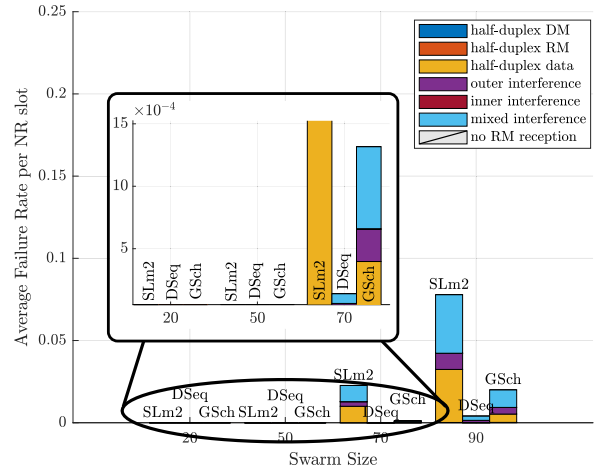 Average Failure Rate per NR slot
0.25
0.2
0.15
0.1
0.05
0
half-duplex DM
half-duplex RM
half-duplex data
outer interference
inner interference
mixed interference
no RM reception
×10⁻⁴
15
10
5
SLm2 DSeq GSch SLm2 DSeq GSch SLm2 DSeq GSch
20 50 70
SLm2 DSeq GSch
SLm2 DSeq GSch
SLm2 DSeq GSch
SLm2 DSeq GSch
20 50 70 90
Swarm Size